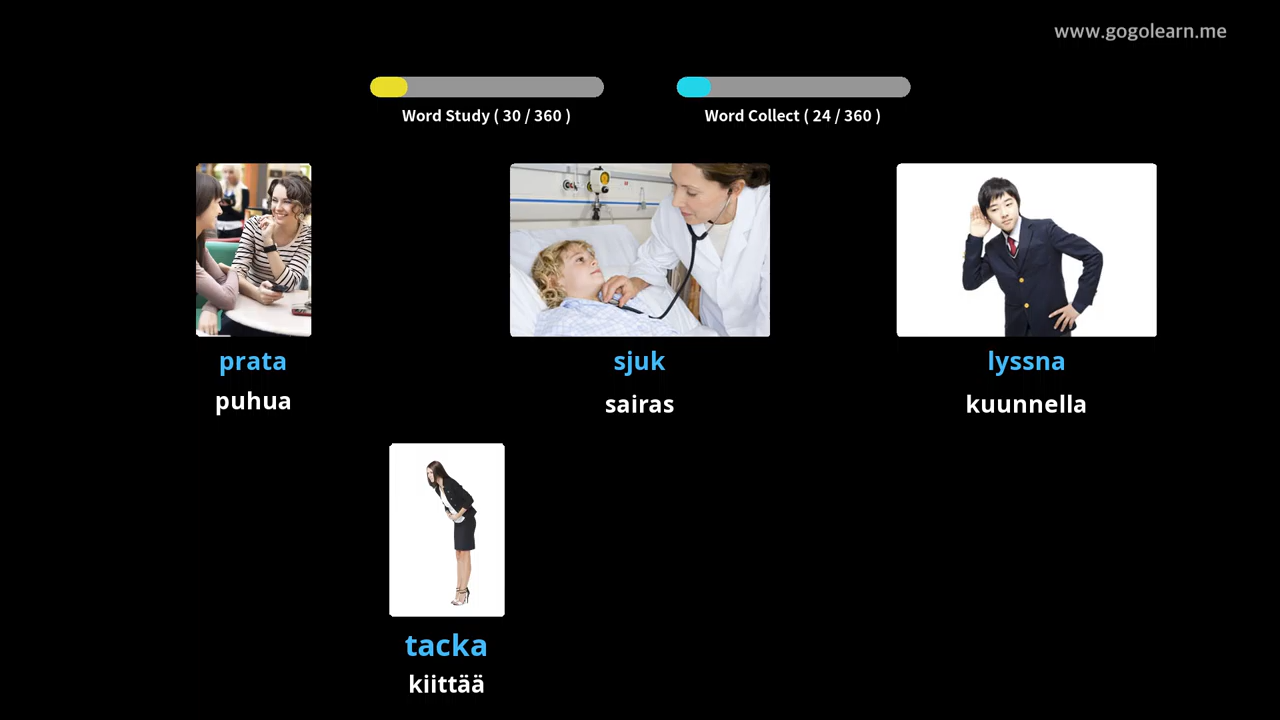 www.gogolearn.me
Word Study ( 30 / 360 )
Word Collect ( 24 / 360 )
prata
puhua
sjuk
sairas
lyssna
kuunnella
tacka
kiittää